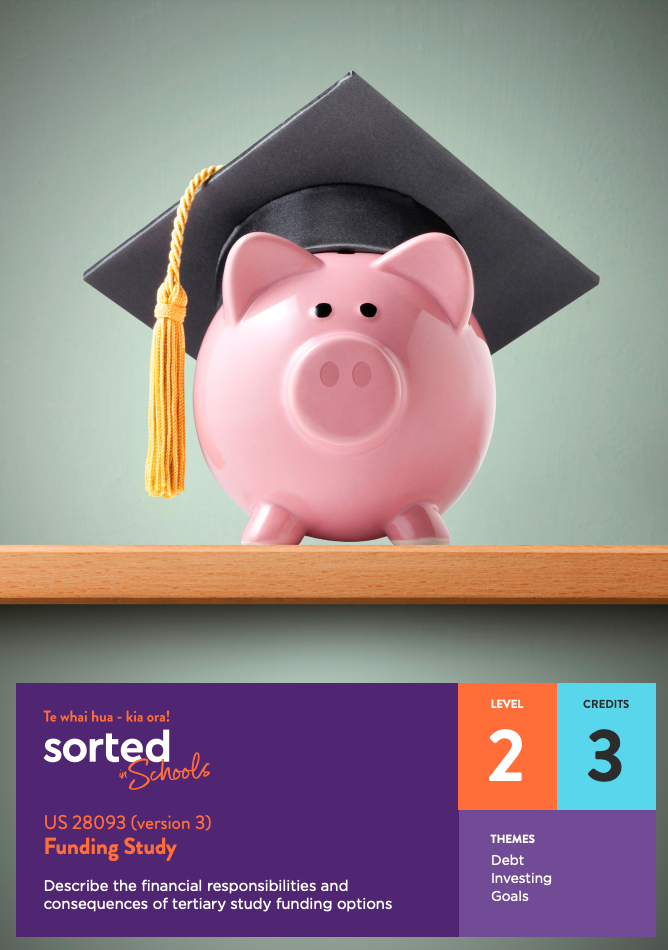 Te whai hua - kia ora!
sorted
in Schools
US 28093 (version 3)
Funding Study
Describe the financial responsibilities and
consequences of tertiary study funding options
LEVEL
2
CREDITS
3
THEMES
Debt
Investing
Goals